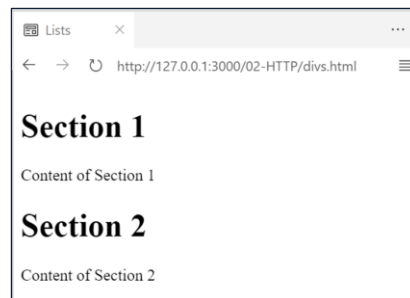 Lists
http://127.0.0.1:3000/02-HTTP/divs.html
Section 1
Content of Section 1
Section 2
Content of Section 2